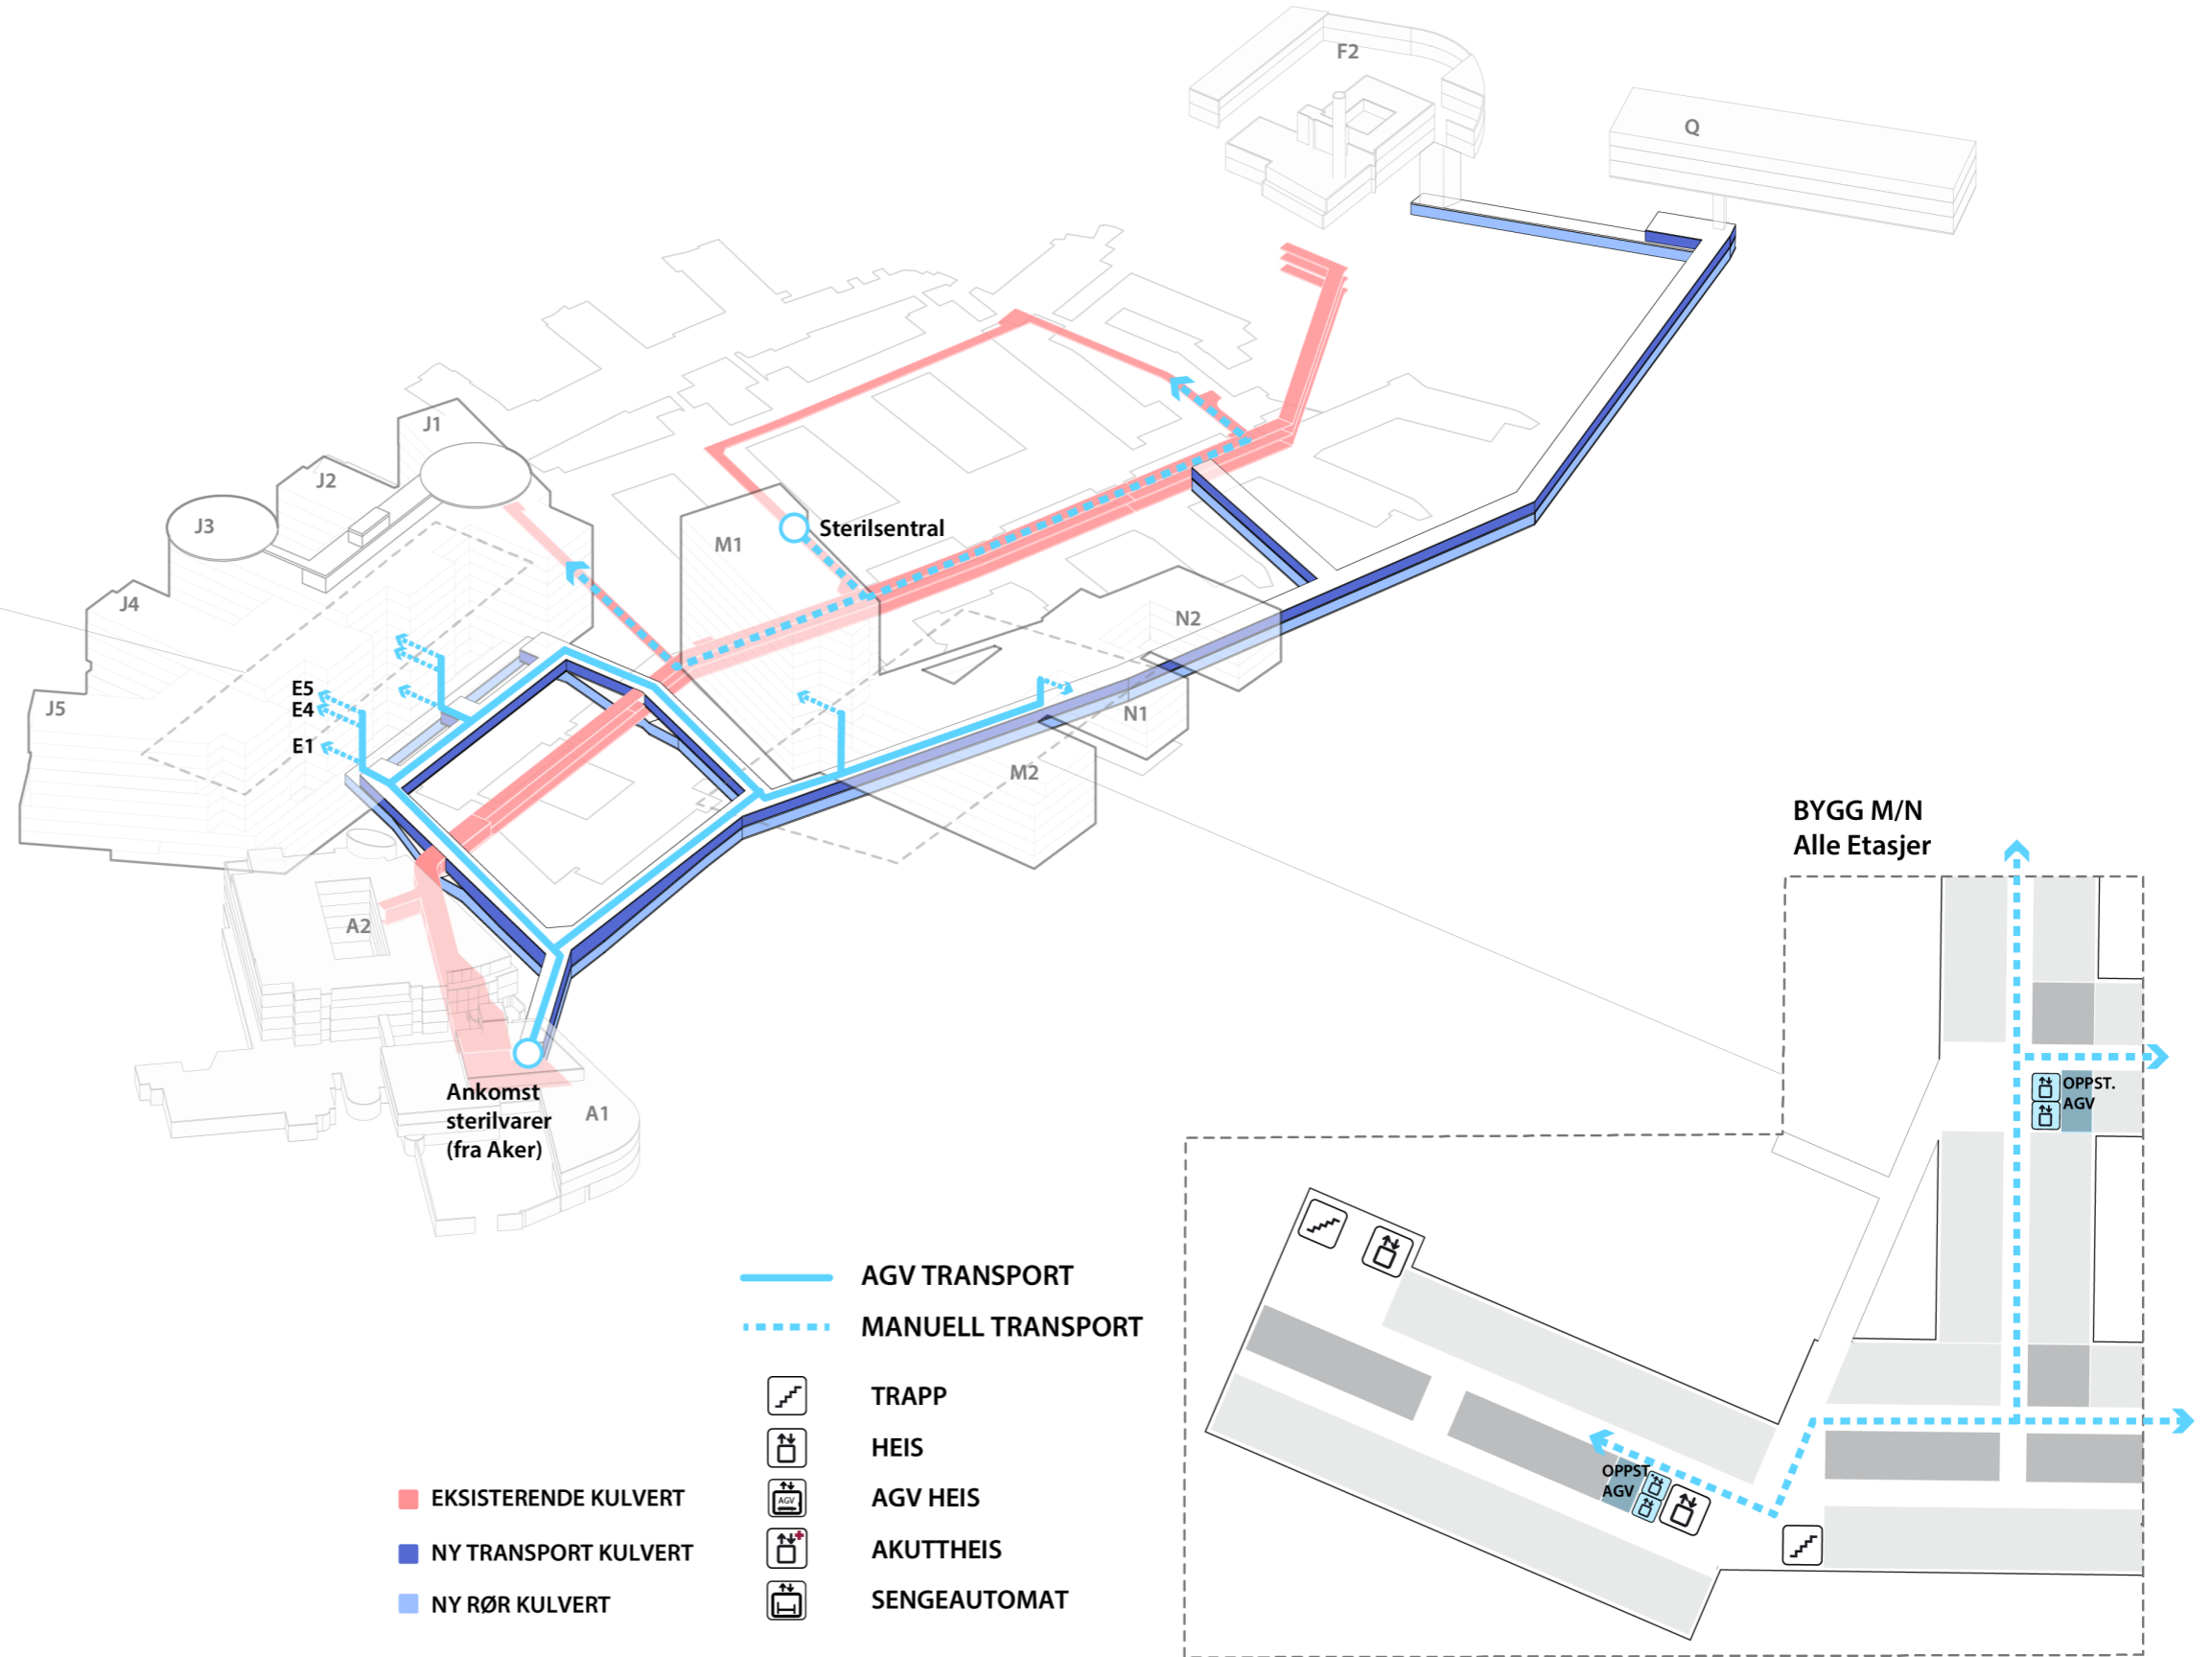 F2
Q
J1
J2
J3
Sterilsentral
M1
J4
N2
E5
E4
J5
N1
E1
M2
BYGG M/N
Alle Etasjer
A2
Ankomst
sterilvarer
(fra Aker)
A1
OPPST.
AGV
OPPST.
AGV
AGV TRANSPORT
MANUELL TRANSPORT
TRAPP
HEIS
AGV
AGV HEIS
AKUTTHEIS
SENGEAUTOMAT
EKSISTERENDE KULVERT
NY TRANSPORT KULVERT
NY RØR KULVERT